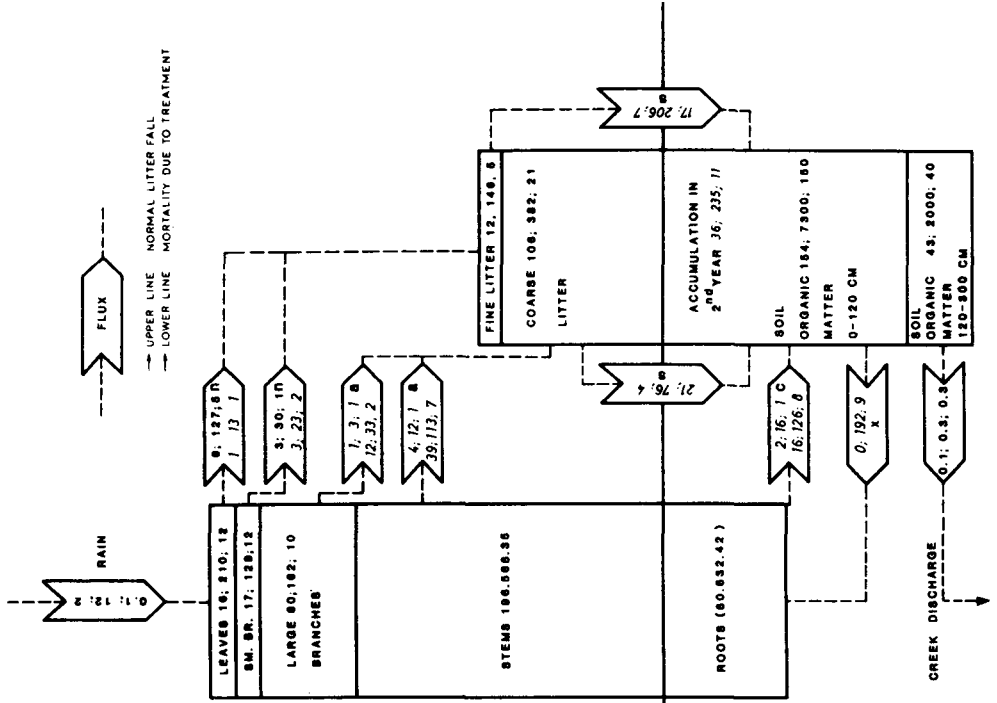 FLUX
→ UPPER LINE NORMAL LITTER FALL
→ LOWER LINE MORTALITY DUE TO TREATMENT
RAIN
0.1; 12; 2
LEAVES 16; 210; 12
SM. BR. 17; 128; 12
LARGE 80; 162; 10
BRANCHES
STEMS 196.566.35
ROOTS (60.632.42)
127; 8 n
1 13 1
3; 30; 1n
3; 23; 2
1; 3; 1 a
12; 33; 2
4; 12; 1 a
39; 113; 7
2; 16; 1 c
16; 126; 8
0; 192; 9
x
0.1; 0.3; 0.3
CREEK DISCHARGE
FINE LITTER 12, 146, 5
COARSE 106; 382; 21
LITTER
ACCUMULATION IN
2nd YEAR 36; 235; 11
SOIL
ORGANIC 154; 7300; 150
MATTER
0-120 CM
SOIL
ORGANIC 43; 2000; 40
MATTER
120-800 CM
21; 76; 4
s
17; 206; 7
s